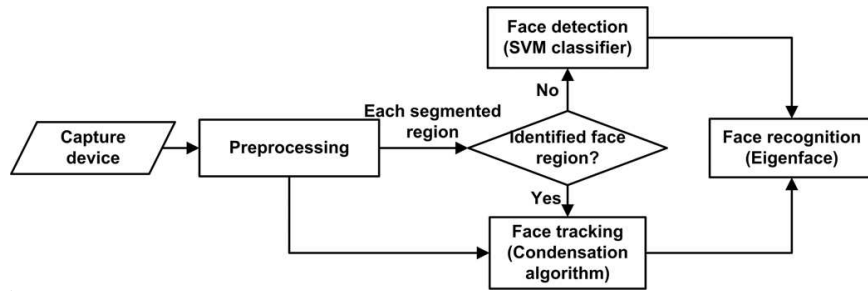 Face detection
(SVM classifier)
No
Each segmented
region
Capture
device
Preprocessing
Identified face
region?
Face recognition
(Eigenface)
Yes
Face tracking
(Condensation
algorithm)